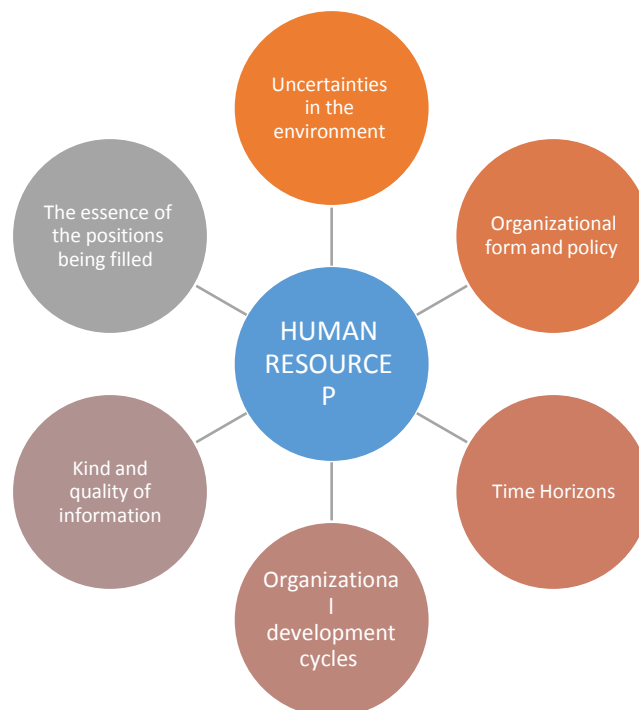 Uncertainties
in the
environment
Organizational
form and policy
Time Horizons
Organizationa
l
development
cycles
Kind and
quality of
information
The essence of
the positions
being filled
HUMAN
RESOURCE
P